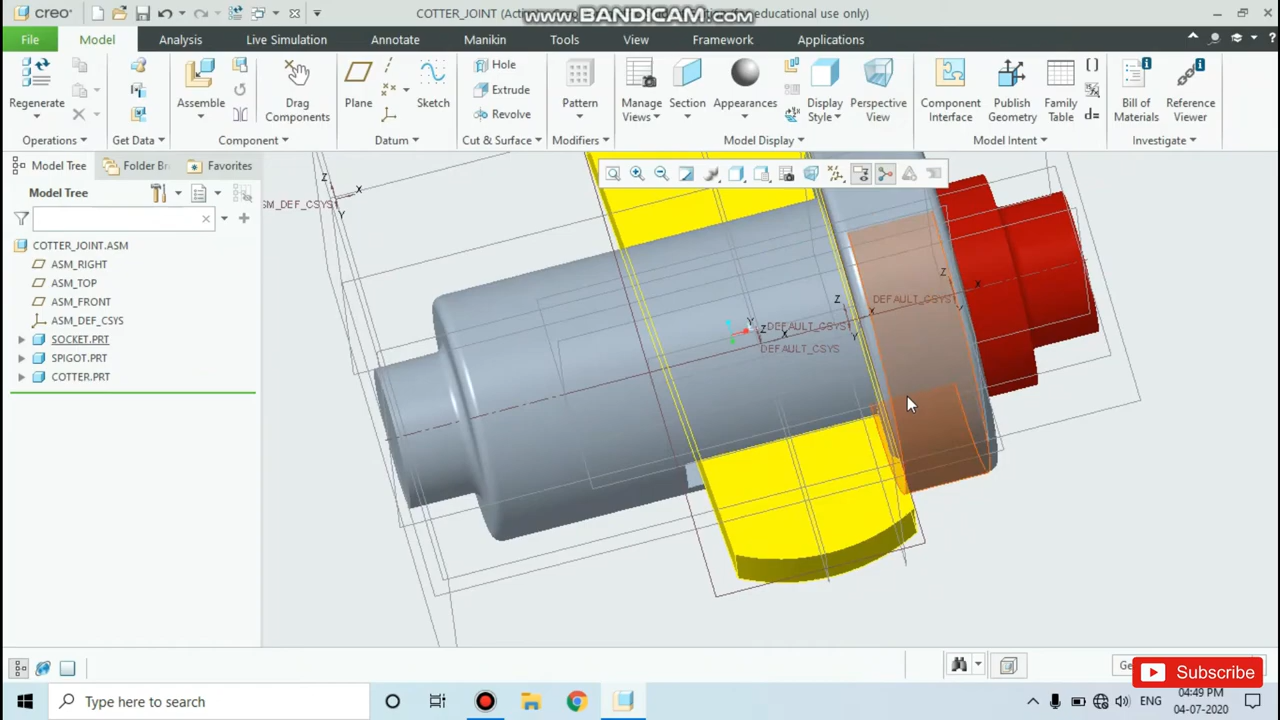 creo
COTTER_JOINT (Acti
www.BANDICAM.com
for educational use only)
File
Model
Analysis
Live Simulation
Annotate
Manikin
Tools
View
Framework
Applications
Regenerate
Operations
Get Data
Assemble
Drag
Components
Component
Plane
Sketch
Datum
Hole
Extrude
Revolve
Cut & Surface
Pattern
Modifiers
Manage
Views
Section
Appearances
Display
Style
Perspective
View
Model Display
Component
Interface
Publish
Geometry
Family
Table
Model Intent
Bill of
Materials
Reference
Viewer
Investigate
Model Tree
Folder Br
Favorites
Model Tree
COTTER_JOINT.ASM
ASM_RIGHT
ASM_TOP
ASM_FRONT
ASM_DEF_CSYS
SOCKET.PRT
SPIGOT.PRT
COTTER.PRT
Z
X
Y
SM_DEF_CSYS
Z
X
DEFAULT_CSYS
Y
Z
X
Y
Y
Z
X
DEFAULT_CSYS
DEFAULT_CSYS
Ge
Subscribe
Type here to search
ENG
04:49 PM
04-07-2020